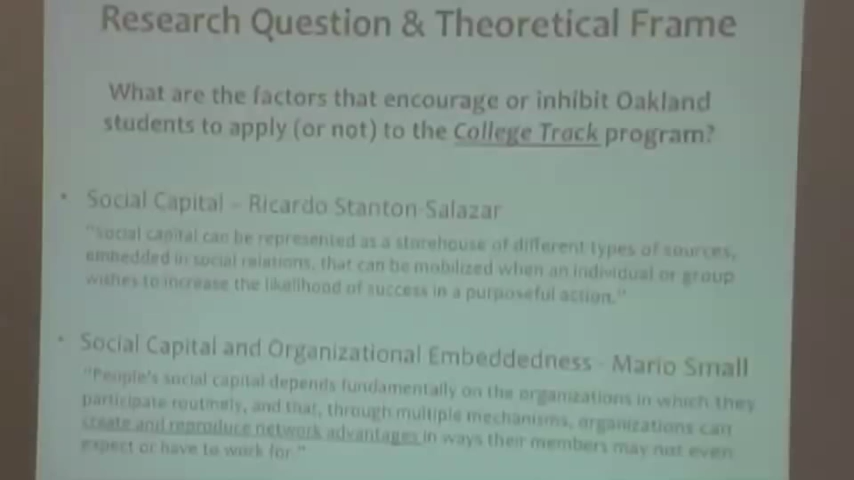 Research Question & Theoretical Frame
What are the factors that encourage or inhibit Oakland
students to apply (or not) to the College Track program?
• Social Capital – Ricardo Stanton-Salazar
"Social capital can be represented as a storehouse of different types of sources,
embedded in social relations, that can be mobilized when an individual or group
wishes to increase the likelihood of success in a purposeful action."
• Social Capital and Organizational Embeddedness - Mario Small
"People's social capital depends fundamentally on the organizations in which they
participate routinely, and that, through multiple mechanisms, organizations can
create and reproduce network advantages in ways their members may not even
expect or have to work for."